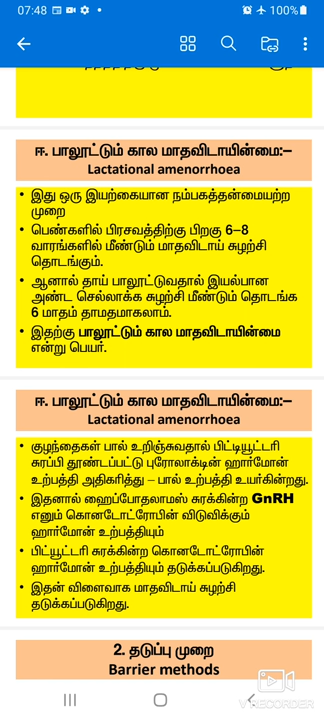 07:48
100%
ஈ. பாலூட்டும் கால மாதவிடாயின்மை:–
Lactational amenorrhoea
• இது ஒரு இயற்கையான நம்பகத்தன்மையற்ற
முறை
• பெண்களில் பிரசவத்திற்கு பிறகு 6–8
வாரங்களில் மீண்டும் மாதவிடாய் சுழற்சி
தொடங்கும்.
• ஆனால் தாய் பாலூட்டுவதால் இயல்பான
அண்ட செல்லாக்க சுழற்சி மீண்டும் தொடங்க
6 மாதம் தாமதமாகலாம்.
• இதற்கு பாலூட்டும் கால மாதவிடாயின்மை
என்று பெயர்.
ஈ. பாலூட்டும் கால மாதவிடாயின்மை:–
Lactational amenorrhoea
• குழந்தைகள் பால் உறிஞ்சுவதால் பிட்டியூட்டரி
சுரப்பி தூண்டப்பட்டு புரோலாக்டின் ஹார்மோன்
உற்பத்தி அதிகரித்து – பால் உற்பத்தி உயர்கின்றது.
• இதனால் ஹைப்போதலாமஸ் சுரக்கின்ற GnRH
எனும் கொனடோட்ரோபின் விடுவிக்கும்
ஹார்மோன் உற்பத்தியும்
• பிட்யூட்டரி சுரக்கின்ற கொனடோட்ரோபின்
ஹார்மோன் உற்பத்தியும் தடுக்கப்படுகிறது.
• இதன் விளைவாக மாதவிடாய் சுழற்சி
தடுக்கப்படுகிறது.
2. தடுப்பு முறை
Barrier methods
V RECORDER